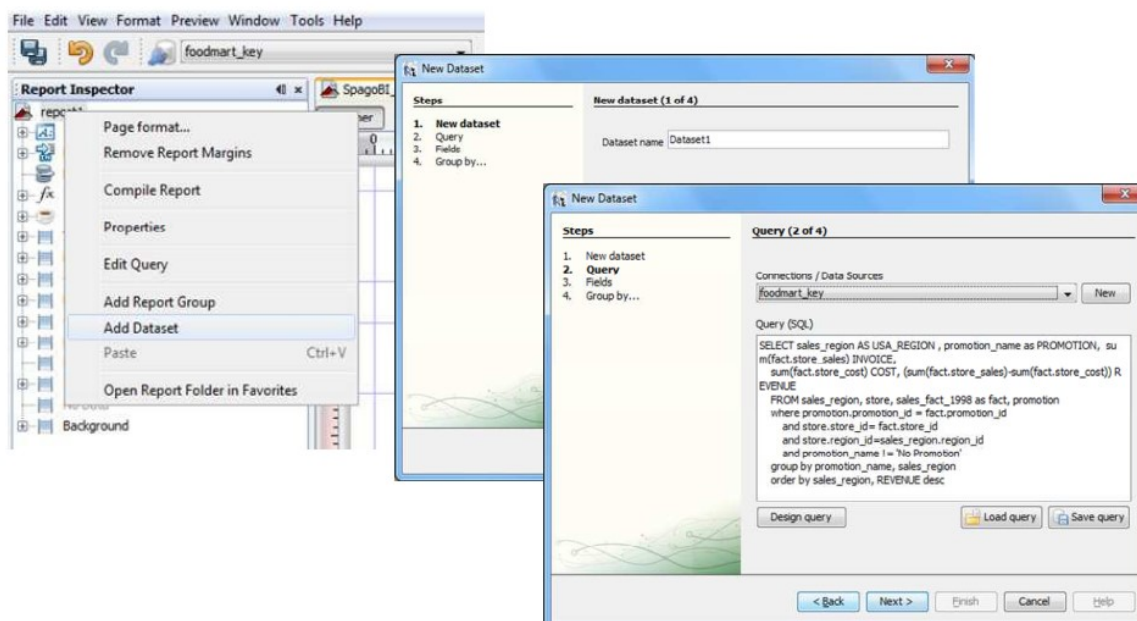 File Edit View Format Preview Window Tools Help
foodmart_key
Report Inspector
SpagoBI_
report1
Page format...
Remove Report Margins
Compile Report
Properties
Edit Query
Add Report Group
Add Dataset
Paste Ctrl+V
Open Report Folder in Favorites
Background
New Dataset
Steps
1. New dataset
2. Query
3. Fields
4. Group by...
New dataset (1 of 4)
Dataset name Dataset1
New Dataset
Steps
1. New dataset
2. Query
3. Fields
4. Group by...
Query (2 of 4)
Connections / Data Sources
foodmart_key New
Query (SQL)
SELECT sales_region AS USA_REGION , promotion_name as PROMOTION, su
m(fact.store_sales) INVOICE,
sum(fact.store_cost) COST, (sum(fact.store_sales)-sum(fact.store_cost)) R
EVENUE
FROM sales_region, store, sales_fact_1998 as fact, promotion
where promotion.promotion_id = fact.promotion_id
and store.store_id= fact.store_id
and store.region_id=sales_region.region_id
and promotion_name != 'No Promotion'
group by promotion_name, sales_region
order by sales_region, REVENUE desc
Design query Load query Save query
< Back Next > Finish Cancel Help